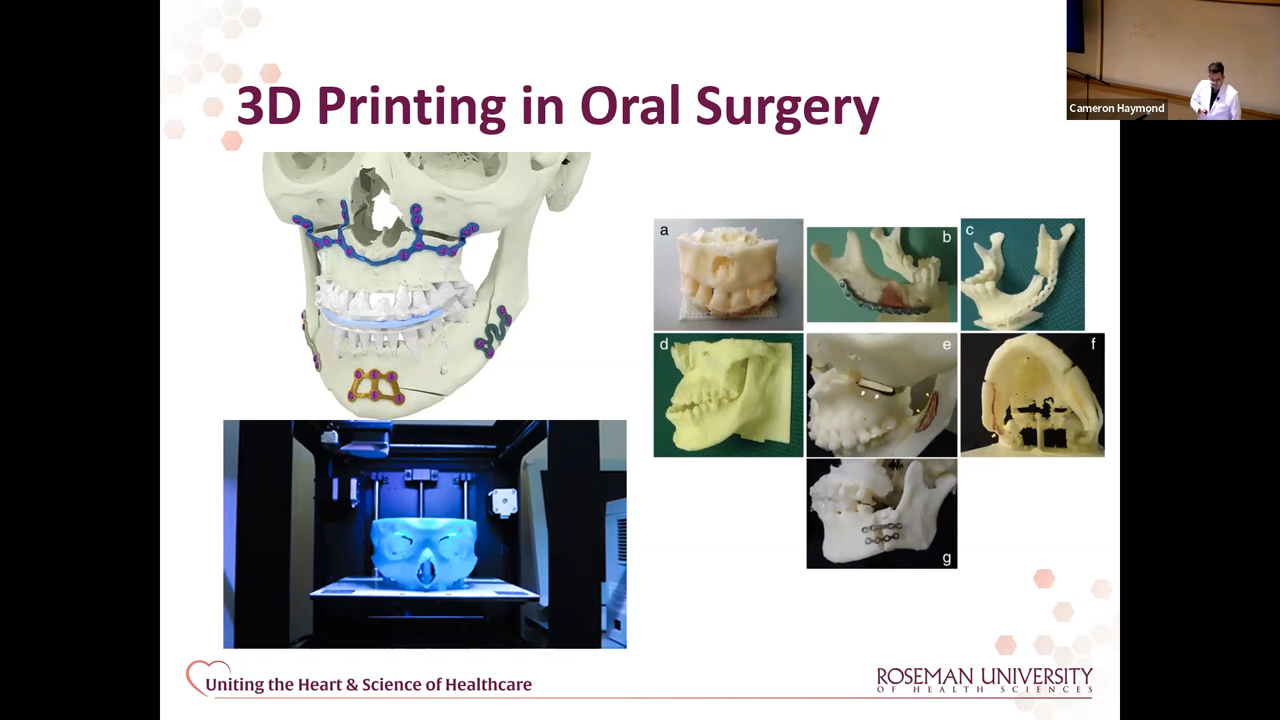 3D Printing in Oral Surgery
Cameron Haymond
a
b
c
d
e
f
g
Uniting the Heart & Science of Healthcare
ROSEMAN UNIVERSITY
OF HEALTH SCIENCES